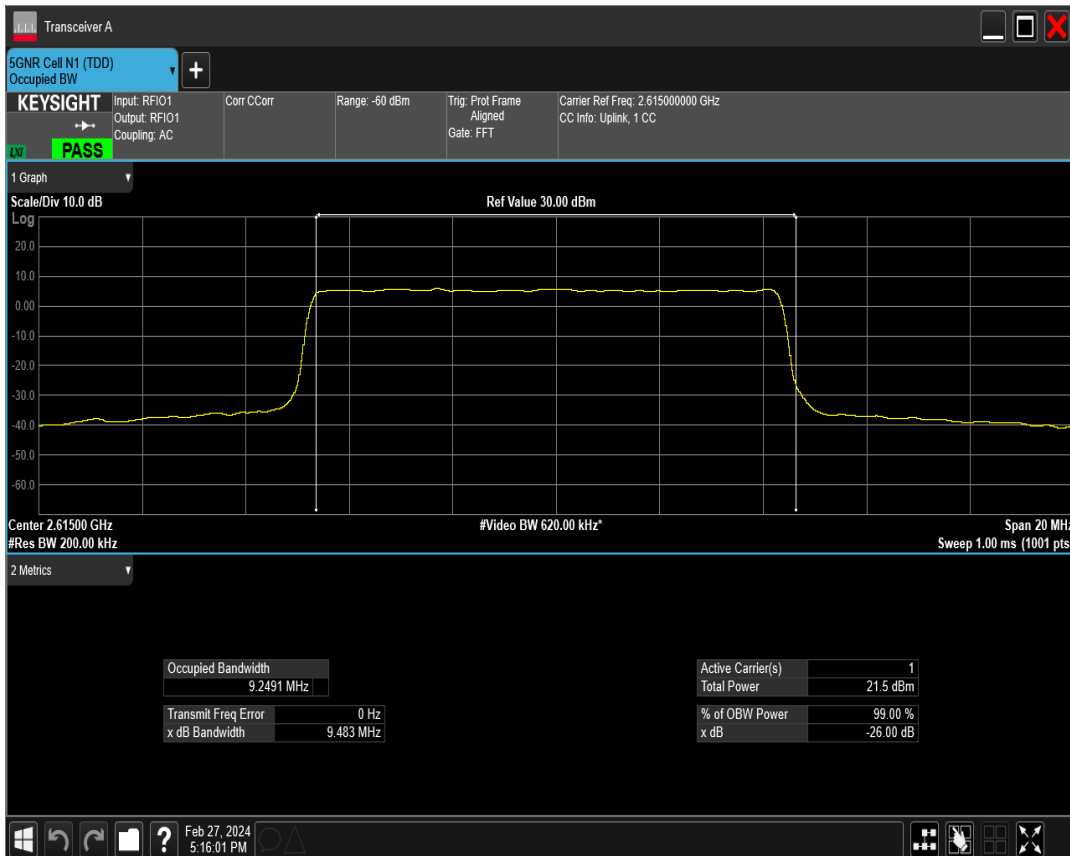 Transceiver A
5GNR Cell N1 (TDD)
Occupied BW
+
KEYSIGHT
LXI
PASS
Input: RFIO1
Output: RFIO1
Coupling: AC
Corr CCorr
Range: -60 dBm
Trig: Prot Frame
Aligned
Gate: FFT
Carrier Ref Freq: 2.615000000 GHz
CC Info: Uplink, 1 CC
1 Graph
Scale/Div 10.0 dB
Ref Value 30.00 dBm
Log
20.0
10.0
0.00
-10.0
-20.0
-30.0
-40.0
-50.0
-60.0
Center 2.61500 GHz
#Video BW 620.00 kHz*
Span 20 MHz
#Res BW 200.00 kHz
Sweep 1.00 ms (1001 pts
2 Metrics
Occupied Bandwidth
9.2491 MHz
Transmit Freq Error 0 Hz
x dB Bandwidth 9.483 MHz
Active Carrier(s) 1
Total Power 21.5 dBm
% of OBW Power 99.00 %
x dB -26.00 dB
?
Feb 27, 2024
5:16:01 PM